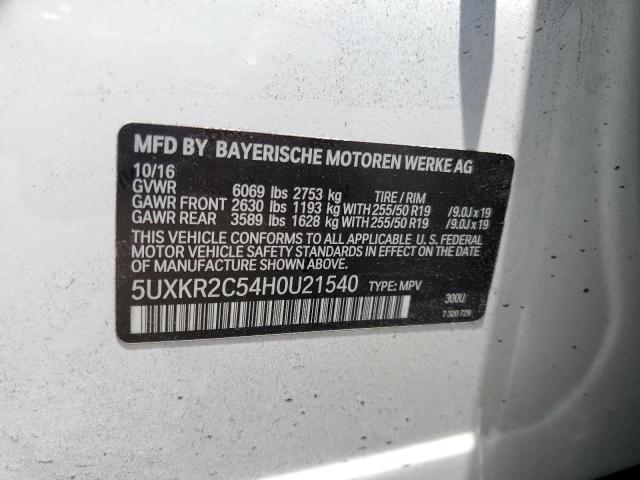 MFD BY BAYERISCHE MOTOREN WERKE AG
10/16
GVWR 6069 lbs 2753 kg TIRE / RIM
GAWR FRONT 2630 lbs 1193 kg WITH 255/50 R19 /9.0J x 19
GAWR REAR 3589 lbs 1628 kg WITH 255/50 R19 /9.0J x 19
THIS VEHICLE CONFORMS TO ALL APPLICABLE U. S. FEDERAL
MOTOR VEHICLE SAFETY STANDARDS IN EFFECT ON THE DATE
OF MANUFACTURE SHOWN ABOVE.
5UXKR2C54H0U21540 TYPE: MPV
300U
7 320 729